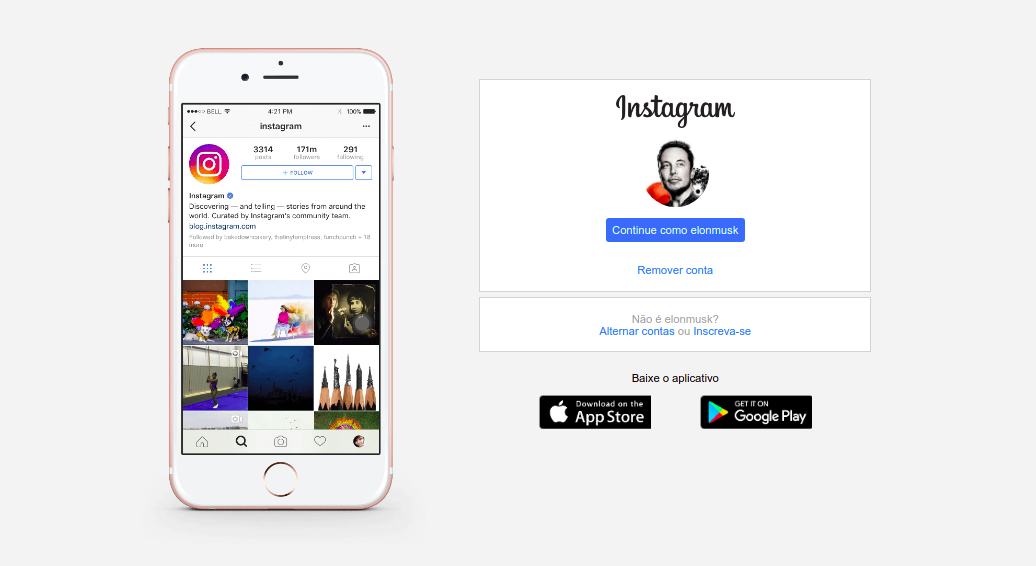 BELL
4:21 PM
100%
instagram
3314
171m
291
posts
followers
following
+ FOLLOW
Instagram
Discovering — and telling — stories from around the
world. Curated by Instagram's community team.
blog.instagram.com
Followed by bakedowncakery, thetinytemptress, lunchpunch + 18
more
Instagram
Continue como elonmusk
Remover conta
Não é elonmusk?
Alternar contas ou Inscreva-se
Baixe o aplicativo
Download on the
App Store
GET IT ON
Google Play